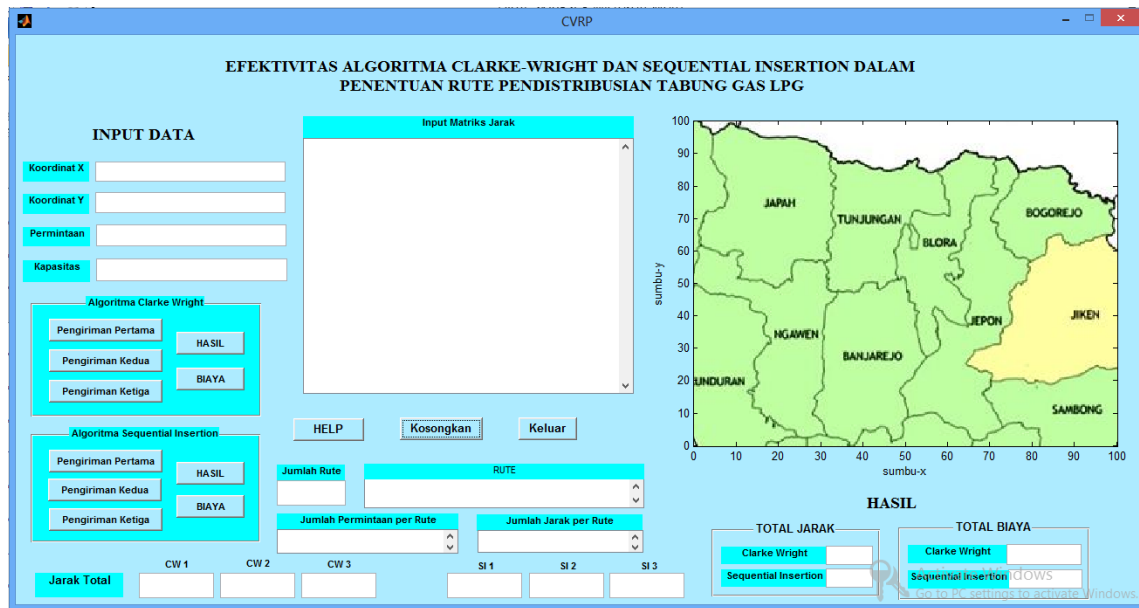 CVRP
EFEKTIVITAS ALGORITMA CLARKE-WRIGHT DAN SEQUENTIAL INSERTION DALAM
PENENTUAN RUTE PENDISTRIBUSIAN TABUNG GAS LPG
INPUT DATA
Koordinat X
Koordinat Y
Permintaan
Kapasitas
Algoritma Clarke Wright
Pengiriman Pertama
Pengiriman Kedua
Pengiriman Ketiga
HASIL
BIAYA
Algoritma Sequential Insertion
Pengiriman Pertama
Pengiriman Kedua
Pengiriman Ketiga
HASIL
BIAYA
Input Matriks Jarak
HELP
Kosongkan
Keluar
Jumlah Rute
RUTE
Jumlah Permintaan per Rute
Jumlah Jarak per Rute
Jarak Total
CW 1
CW 2
CW 3
SI 1
SI 2
SI 3
sumbu-y
100
90
80
70
60
50
40
30
20
10
0
JAPAH
TUNJUNGAN
BLORA
BOGOREJO
JIKEN
JEPON
NGAWEN
BANJAREJO
UNDURAN
SAMBONG
0 10 20 30 40 50 60 70 80 90 100
sumbu-x
HASIL
TOTAL JARAK
Clarke Wright
Sequential Insertion
TOTAL BIAYA
Clarke Wright
Sequential Insertion
Activate Windows
Go to PC settings to activate Windows.